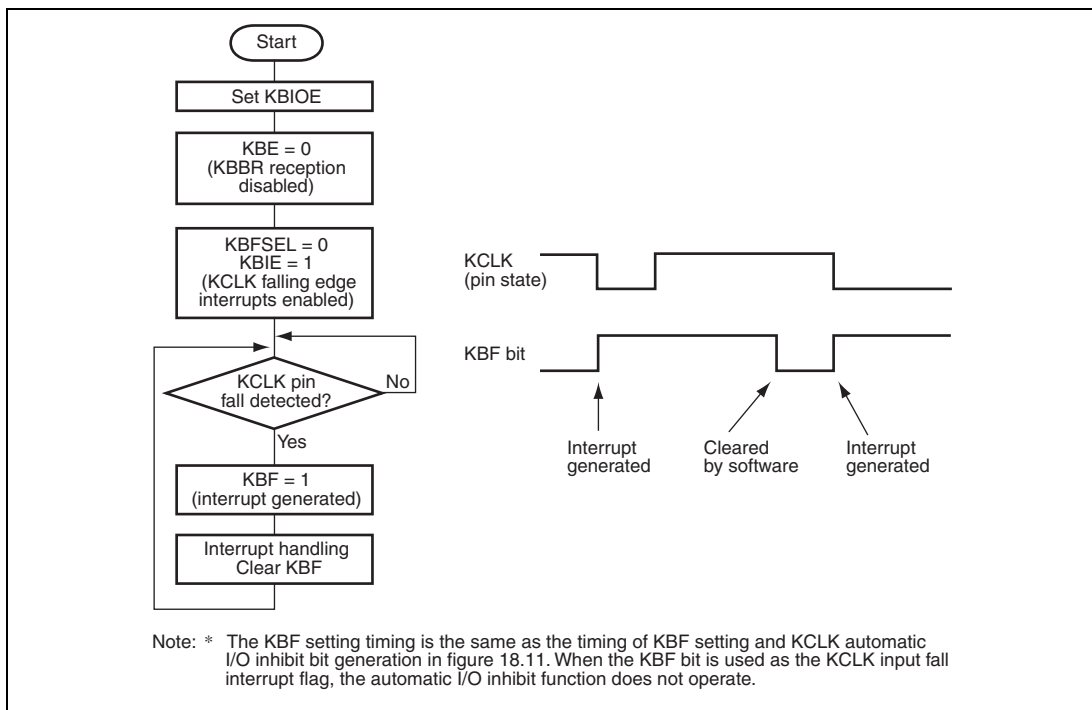 Start
Set KBIOE
KBE = 0
(KBBR reception
disabled)
KBFSEL = 0
KBIE = 1
(KCLK falling edge
interrupts enabled)
KCLK pin
fall detected?
No
Yes
KBF = 1
(interrupt generated)
Interrupt handling
Clear KBF
KCLK
(pin state)
KBF bit
Interrupt
generated
Cleared
by software
Interrupt
generated
Note: * The KBF setting timing is the same as the timing of KBF setting and KCLK automatic
I/O inhibit bit generation in figure 18.11. When the KBF bit is used as the KCLK input fall
interrupt flag, the automatic I/O inhibit function does not operate.